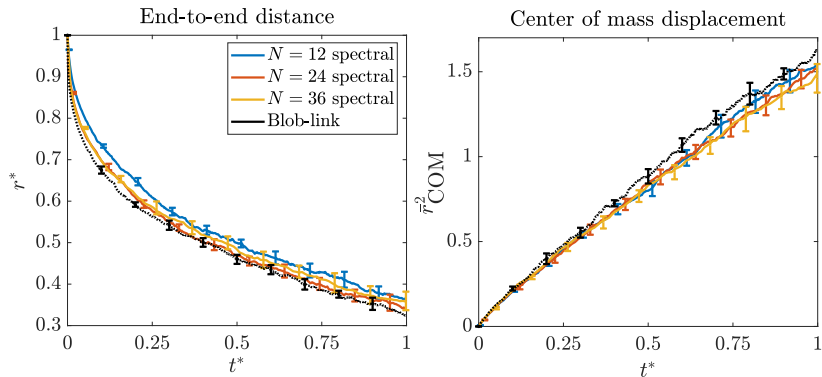 End-to-end distance
1
0.9
0.8
0.7
0.6
0.5
0.4
0.3
r*
0 0.25 0.5 0.75 1
t*
N = 12 spectral
N = 24 spectral
N = 36 spectral
Blob-link
Center of mass displacement
1.5
1
0.5
0
r̄²COM
0 0.25 0.5 0.75 1
t*